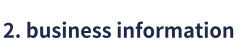 2. business information